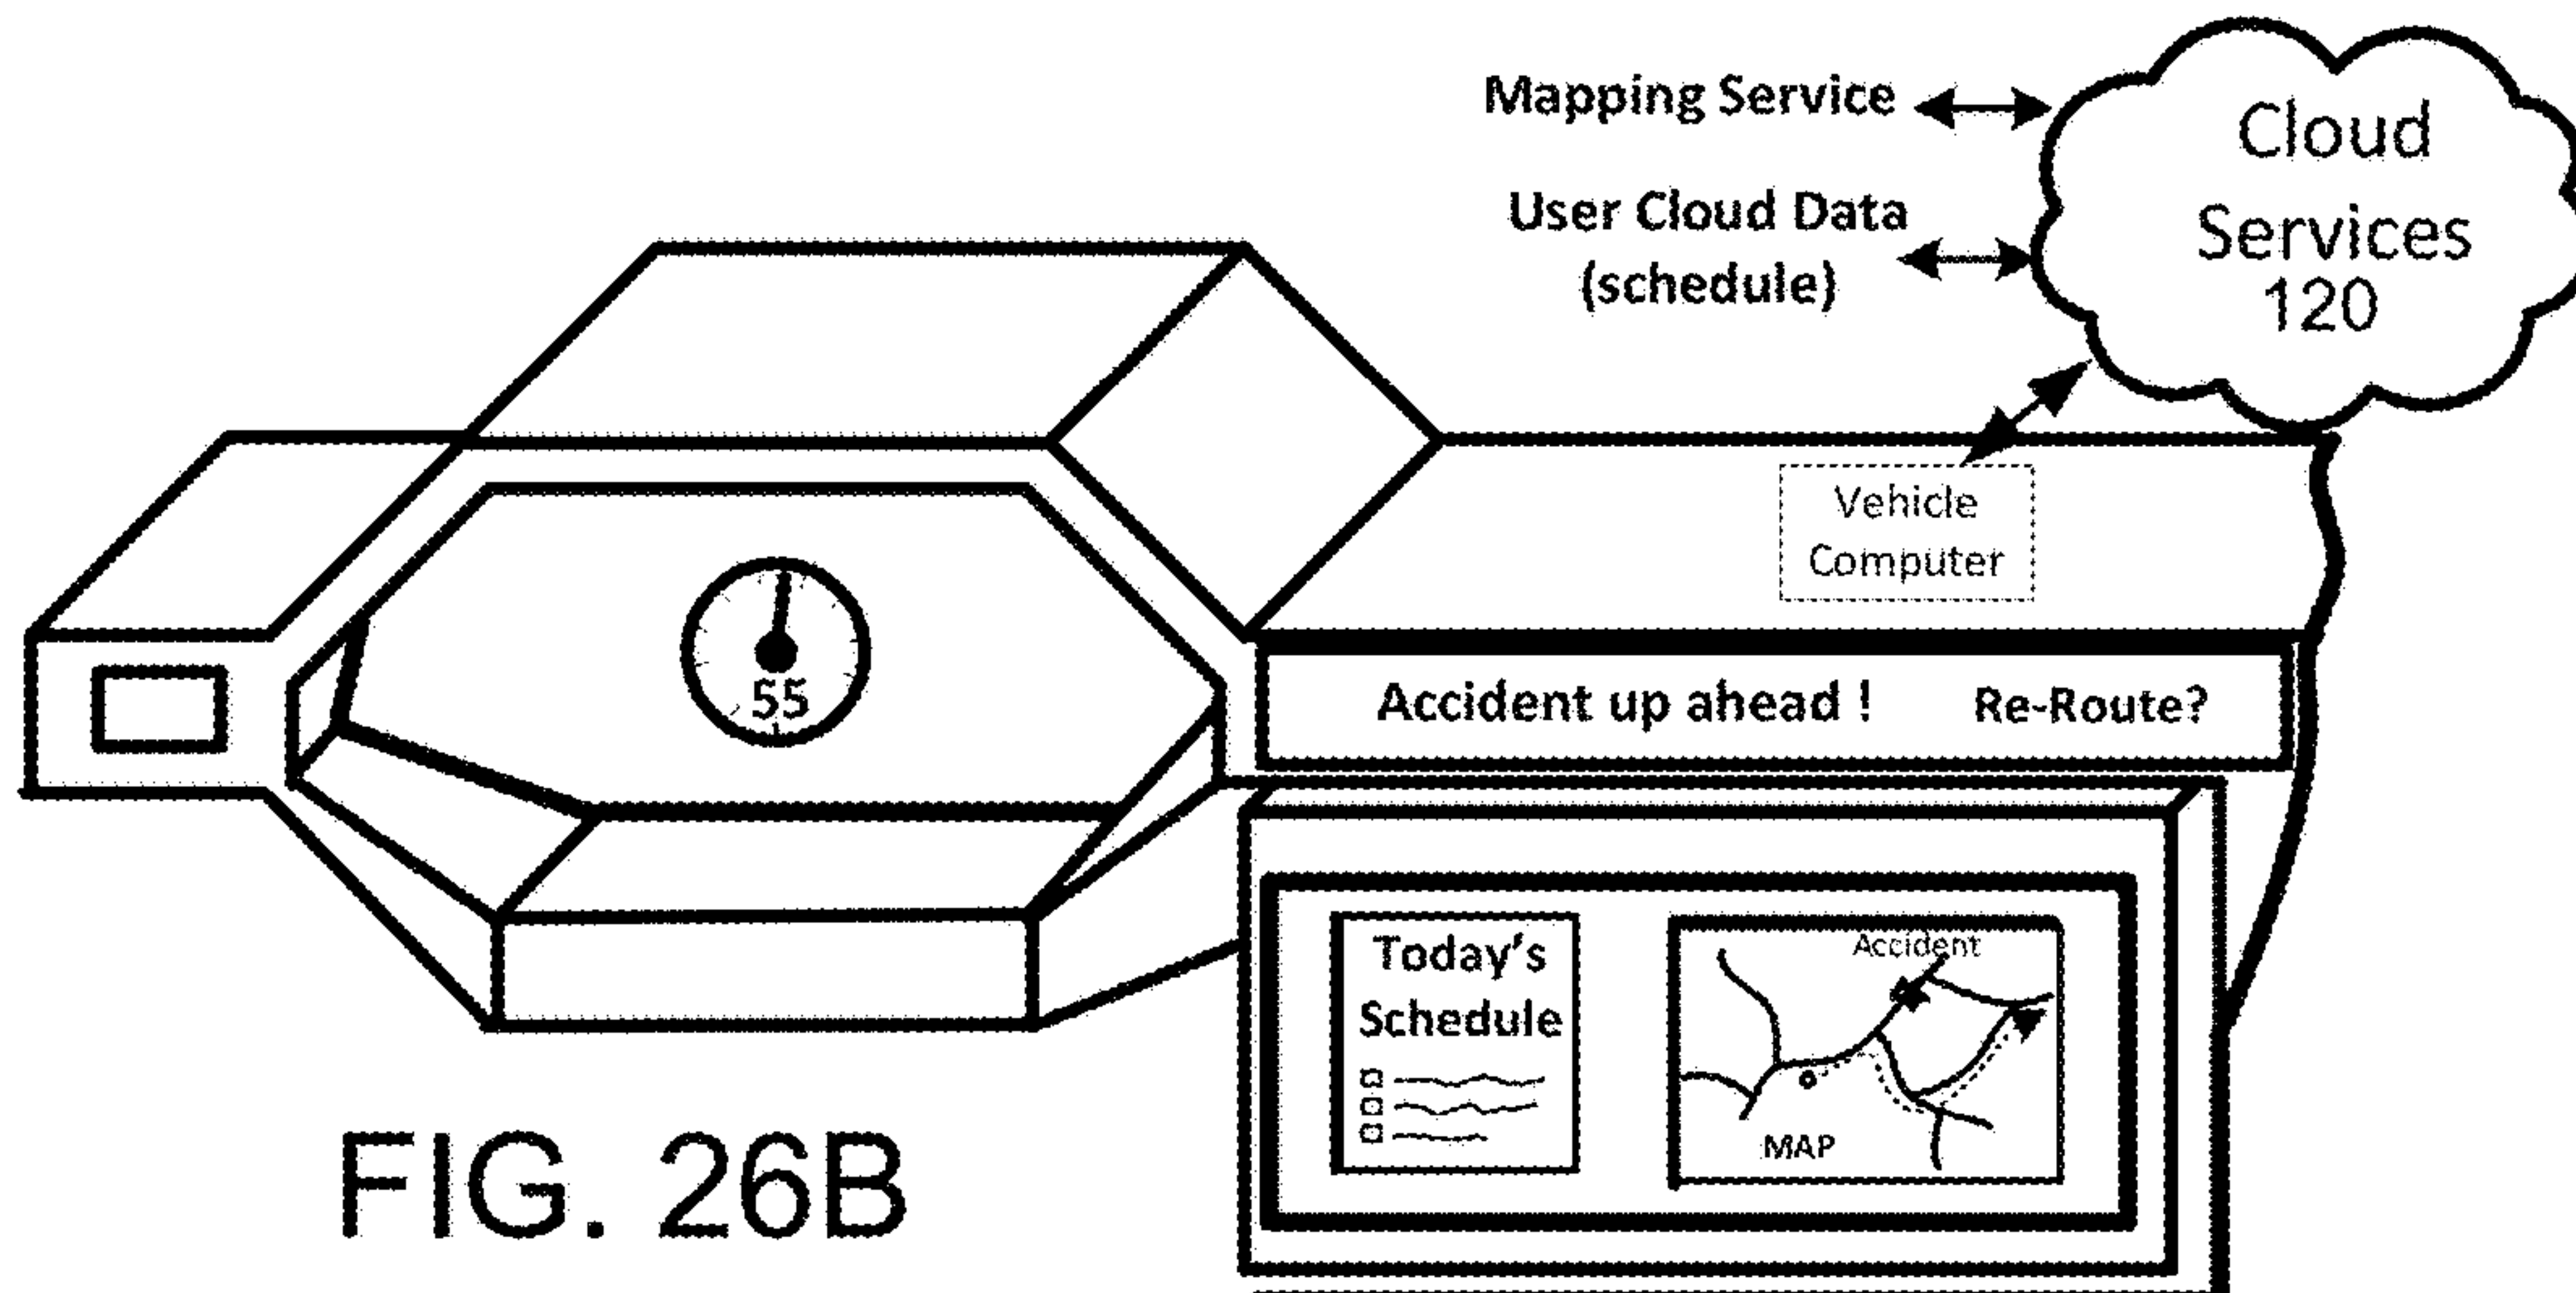 Mapping Service
User Cloud Data
(schedule)
Cloud
Services
120
Vehicle
Computer
55
Accident up ahead ! Re-Route?
Today's
Schedule
Accident
MAP
FIG. 26B